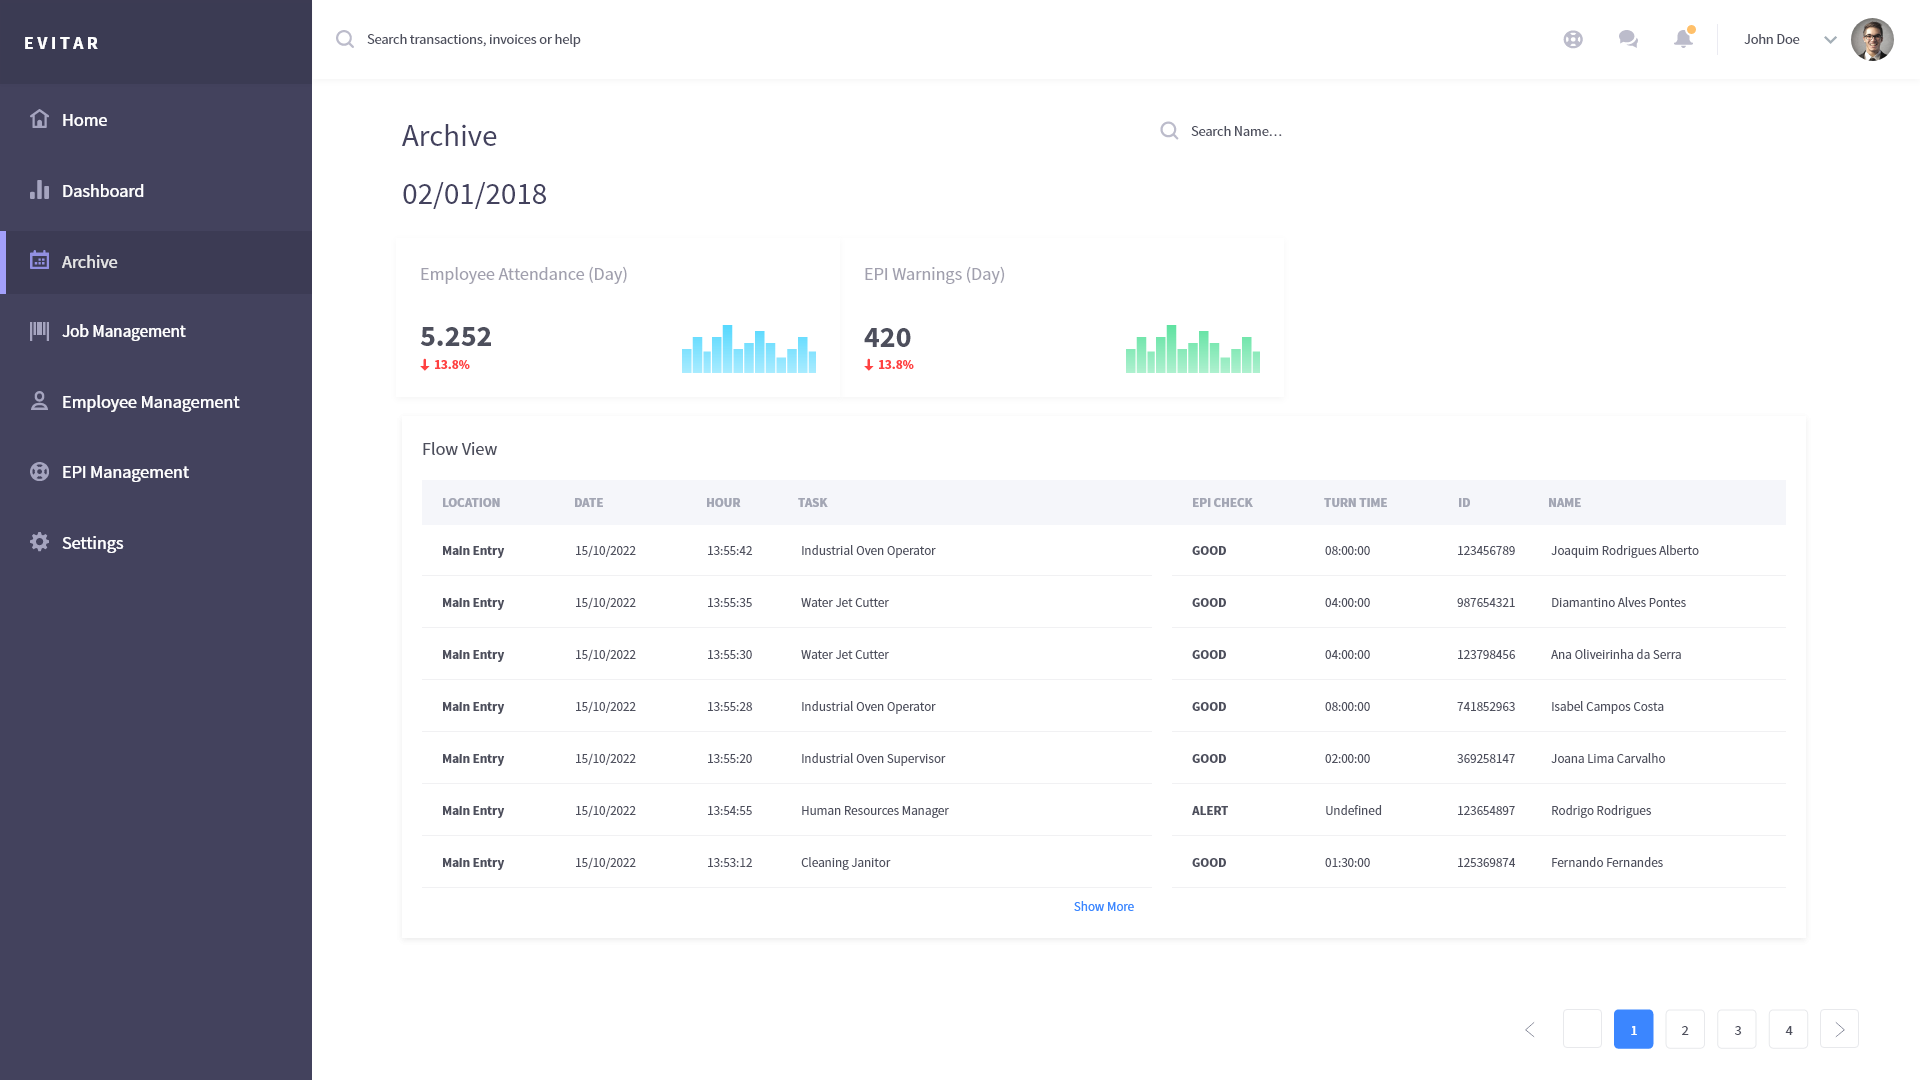 EVITAR
Search transactions, invoices or help
John Doe
Home
Dashboard
Archive
Job Management
Employee Management
EPI Management
Settings
Archive
Search Name...
02/01/2018
Employee Attendance (Day)
5.252
13.8%
EPI Warnings (Day)
420
13.8%
Flow View
LOCATION DATE HOUR TASK EPI CHECK TURN TIME ID NAME
Main Entry 15/10/2022 13:55:42 Industrial Oven Operator GOOD 08:00:00 123456789 Joaquim Rodrigues Alberto
Main Entry 15/10/2022 13:55:35 Water Jet Cutter GOOD 04:00:00 987654321 Diamantino Alves Pontes
Main Entry 15/10/2022 13:55:30 Water Jet Cutter GOOD 04:00:00 123798456 Ana Oliveirinha da Serra
Main Entry 15/10/2022 13:55:28 Industrial Oven Operator GOOD 08:00:00 741852963 Isabel Campos Costa
Main Entry 15/10/2022 13:55:20 Industrial Oven Supervisor GOOD 02:00:00 369258147 Joana Lima Carvalho
Main Entry 15/10/2022 13:54:55 Human Resources Manager ALERT Undefined 123654897 Rodrigo Rodrigues
Main Entry 15/10/2022 13:53:12 Cleaning Janitor GOOD 01:30:00 125369874 Fernando Fernandes
Show More
1 2 3 4